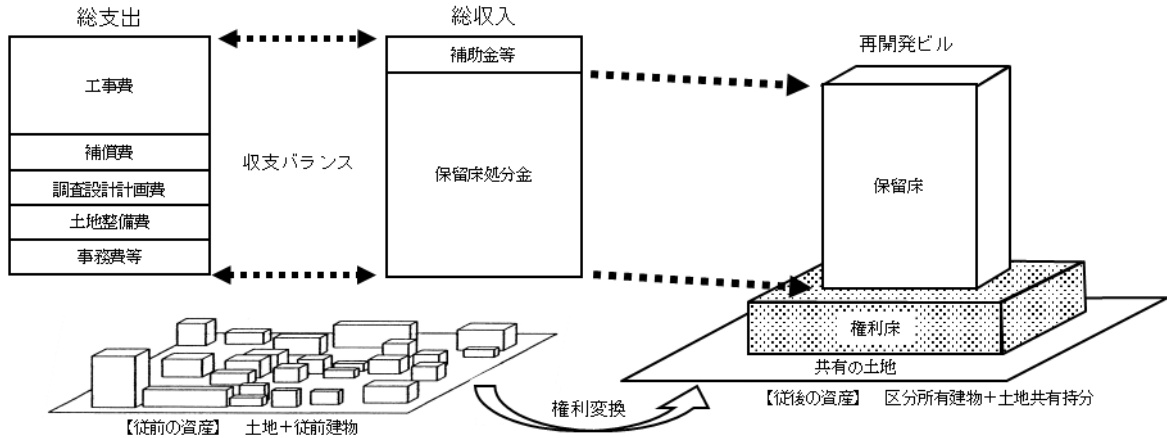 総支出
総収入
再開発ビル
工事費
補償費
調査設計計画費
土地整備費
事務費等
収支バランス
補助金等
保留床処分金
保留床
権利床
共有の土地
権利変換
【従前の資産】 土地＋従前建物
【従後の資産】 区分所有建物＋土地共有持分